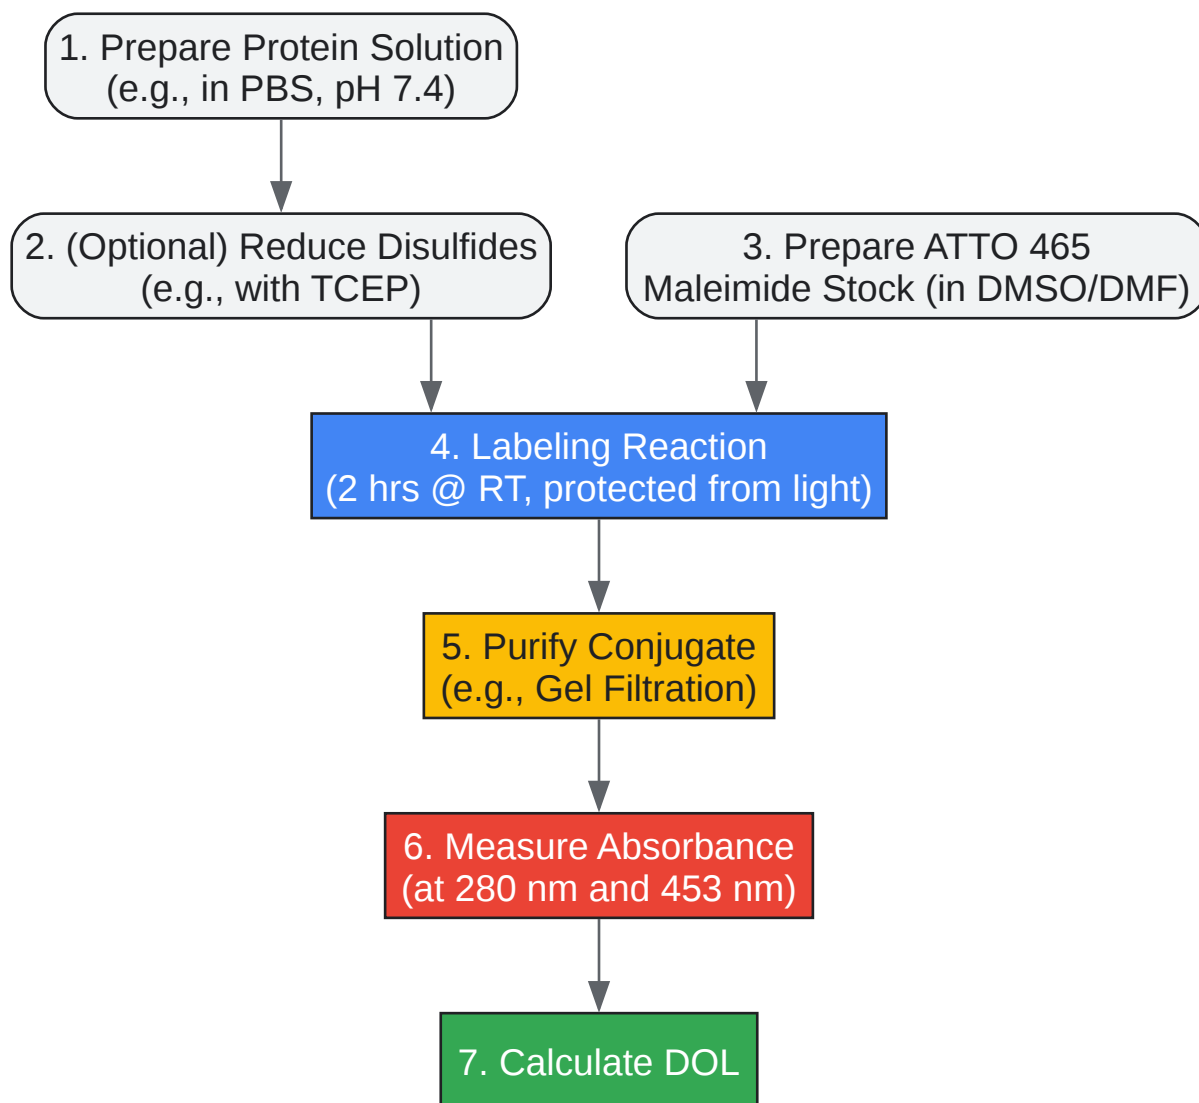 1. Prepare Protein Solution
(e.g., in PBS, pH 7.4)
2. (Optional) Reduce Disulfides
(e.g., with TCEP)
3. Prepare ATTO 465
Maleimide Stock (in DMSO/DMF)
4. Labeling Reaction
(2 hrs @ RT, protected from light)
5. Purify Conjugate
(e.g., Gel Filtration)
6. Measure Absorbance
(at 280 nm and 453 nm)
7. Calculate DOL